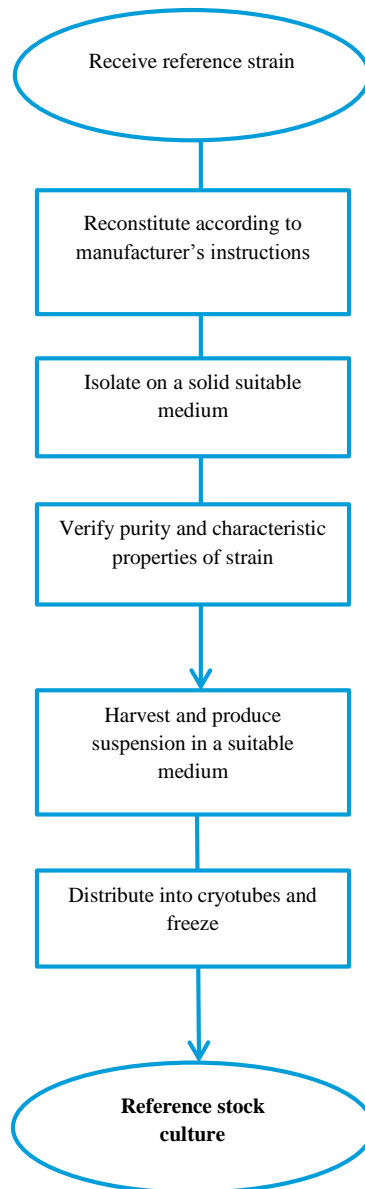 Receive reference strain
Reconstitute according to
manufacturer’s instructions
Isolate on a solid suitable
medium
Verify purity and characteristic
properties of strain
Harvest and produce
suspension in a suitable
medium
Distribute into cryotubes and
freeze
Reference stock
culture